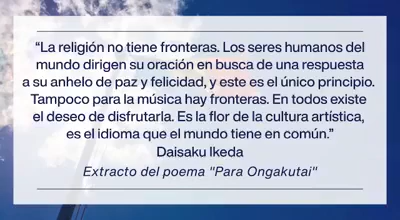 “La religión no tiene fronteras. Los seres humanos del
mundo dirigen su oración en busca de una respuesta
a su anhelo de paz y felicidad, y este es el único principio.
Tampoco para la música hay fronteras. En todos existe
el deseo de disfrutarla. Es la flor de la cultura artística,
es el idioma que el mundo tiene en común.”
Daisaku Ikeda
Extracto del poema "Para Ongakutai"